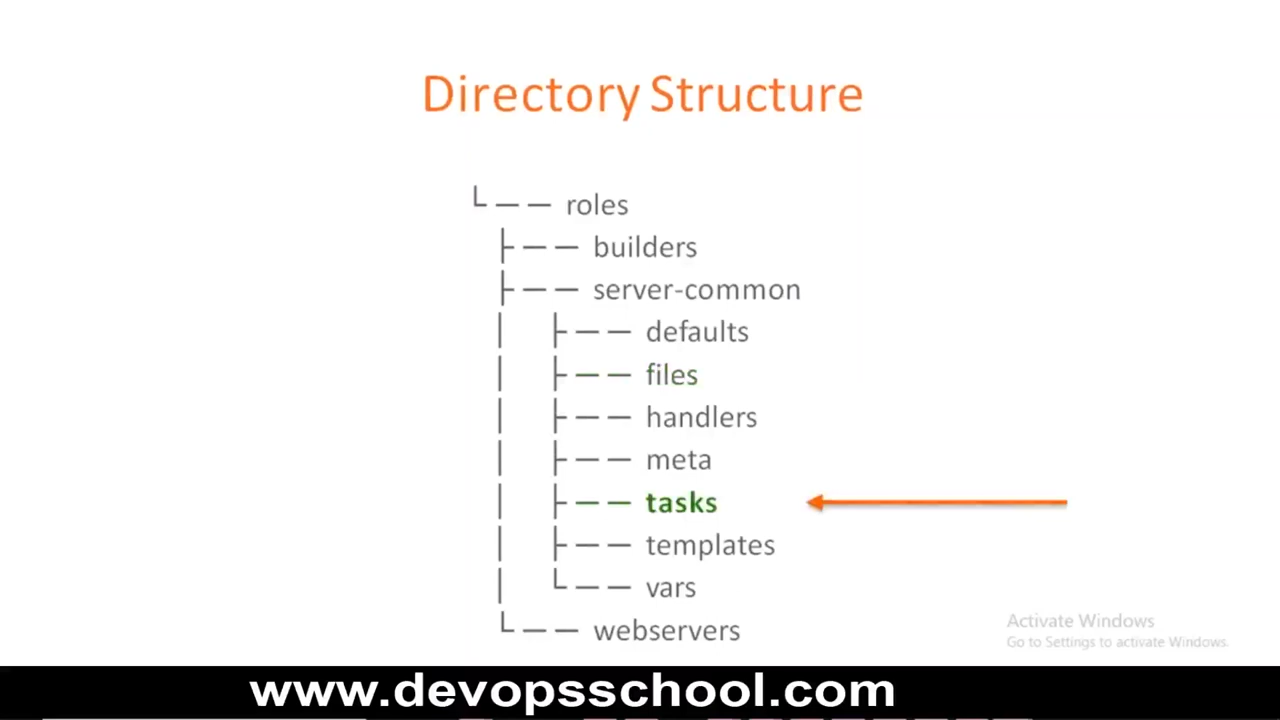 Directory Structure
└ — — roles
├ — — builders
├ — — server-common
│ ├ — — defaults
│ ├ — — files
│ ├ — — handlers
│ ├ — — meta
│ ├ — — tasks
│ ├ — — templates
│ └ — — vars
└ — — webservers
Activate Windows
Go to Settings to activate Windows.
www.devopsschool.com